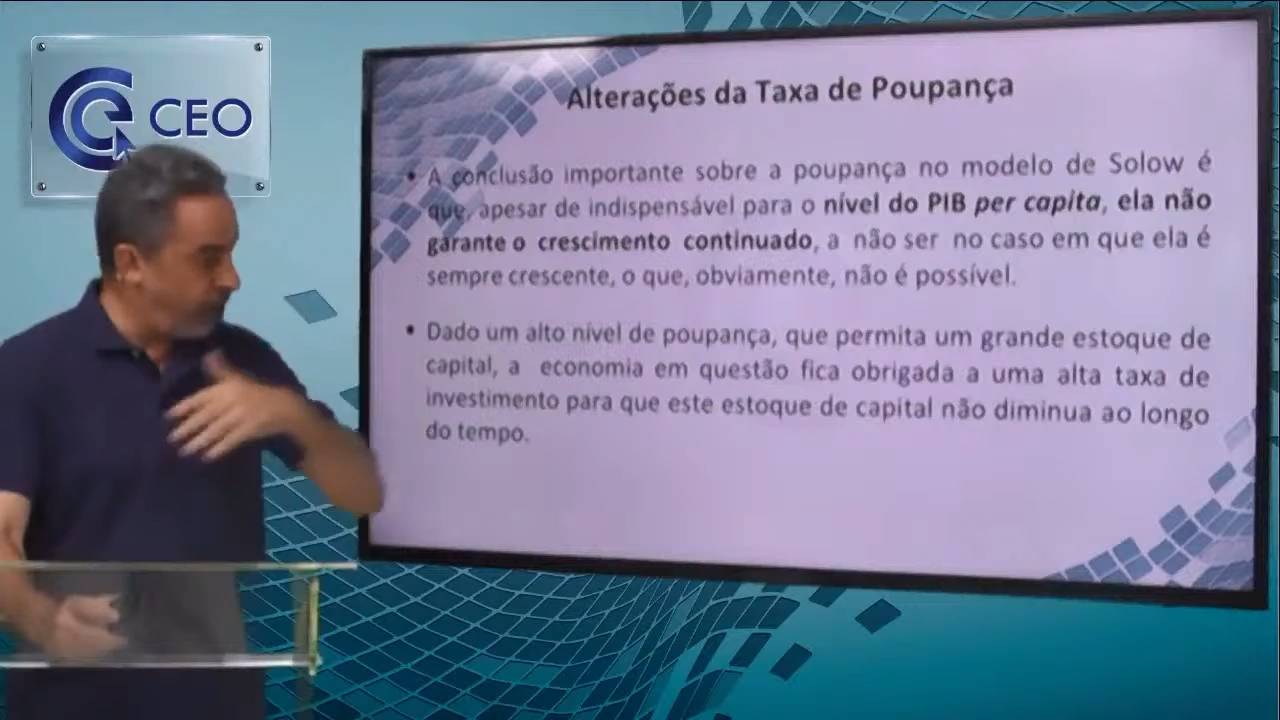 CEO
Alterações da Taxa de Poupança
• A conclusão importante sobre a poupança no modelo de Solow é
que, apesar de indispensável para o nível do PIB per capita, ela não
garante o crescimento continuado, a não ser no caso em que ela é
sempre crescente, o que, obviamente, não é possível.
• Dado um alto nível de poupança, que permita um grande estoque de
capital, a economia em questão fica obrigada a uma alta taxa de
investimento para que este estoque de capital não diminua ao longo
do tempo.